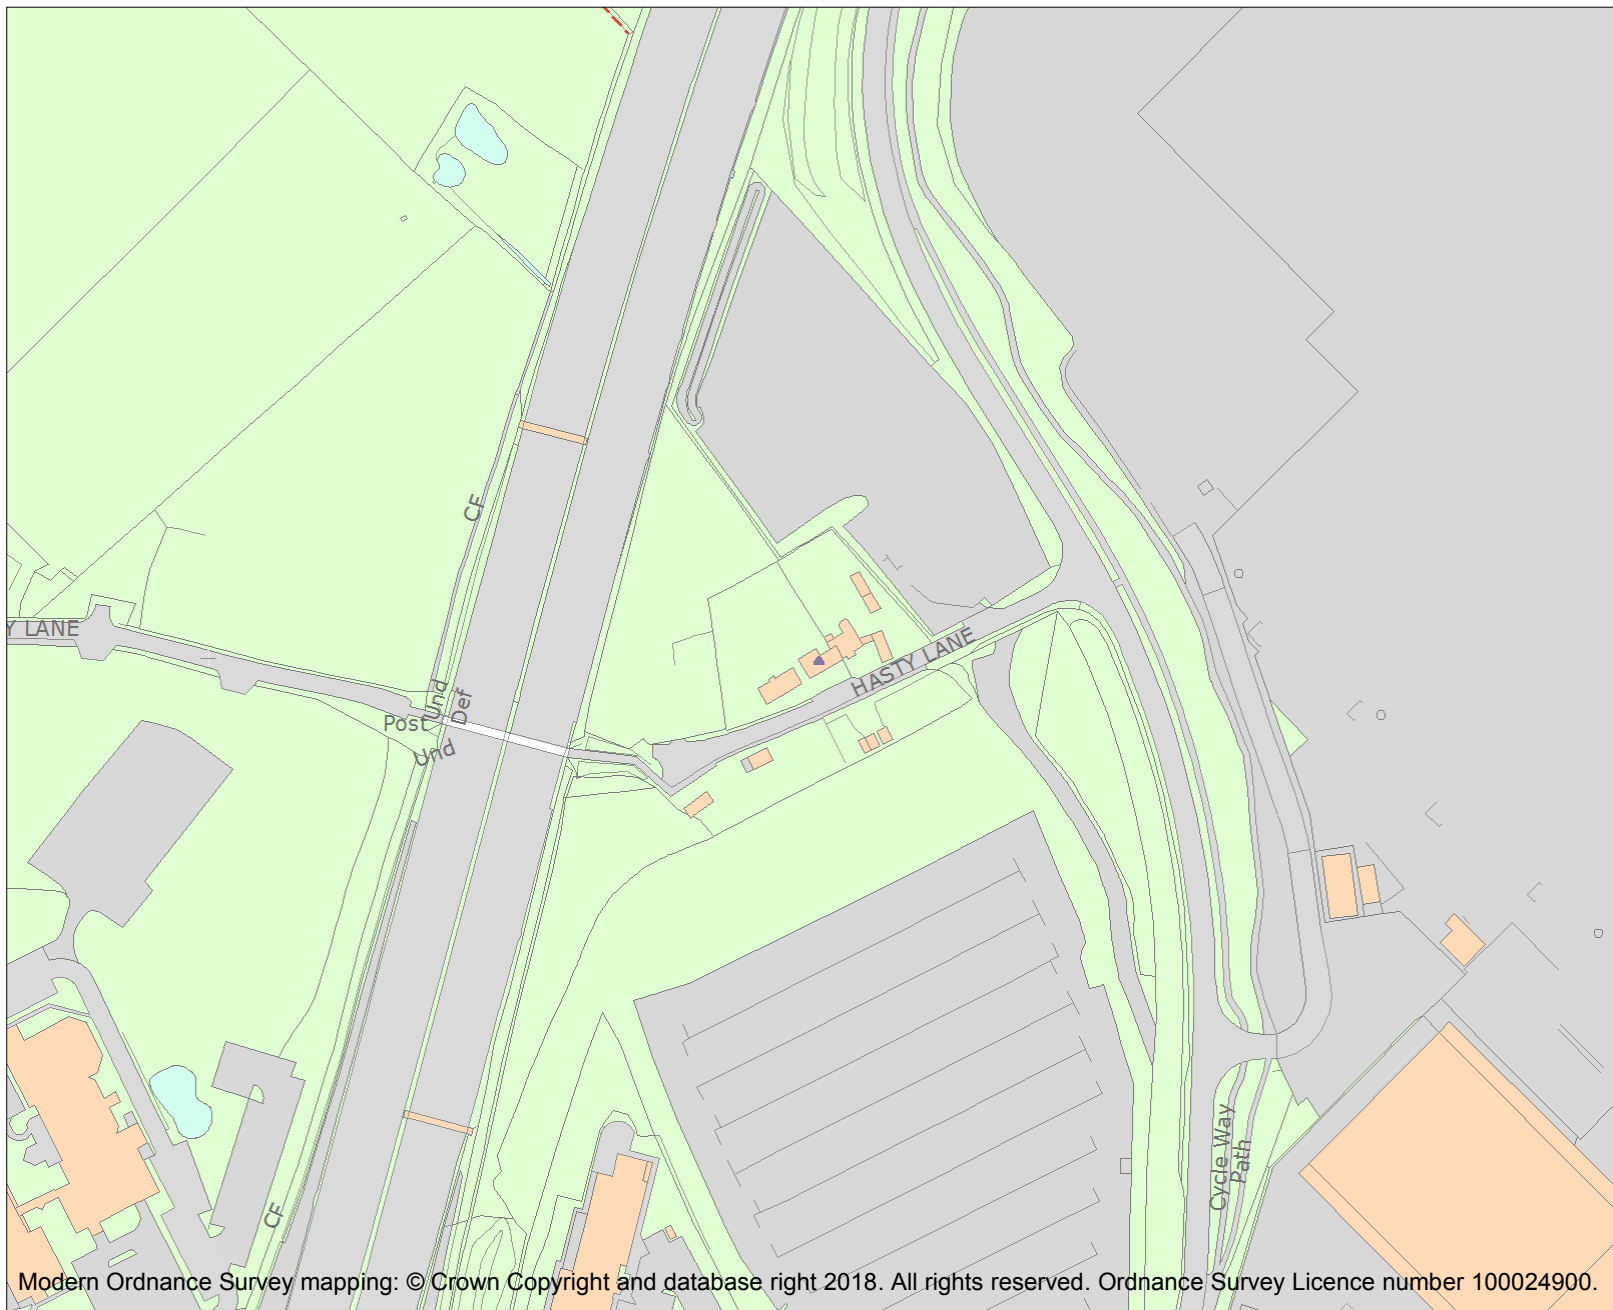 CF
Y LANE
HASTY LANE
Und
Def
Post
Und
Cycle Way
Path
CF
Modern Ordnance Survey mapping: © Crown Copyright and database right 2018. All rights reserved. Ordnance Survey Licence number 100024900.